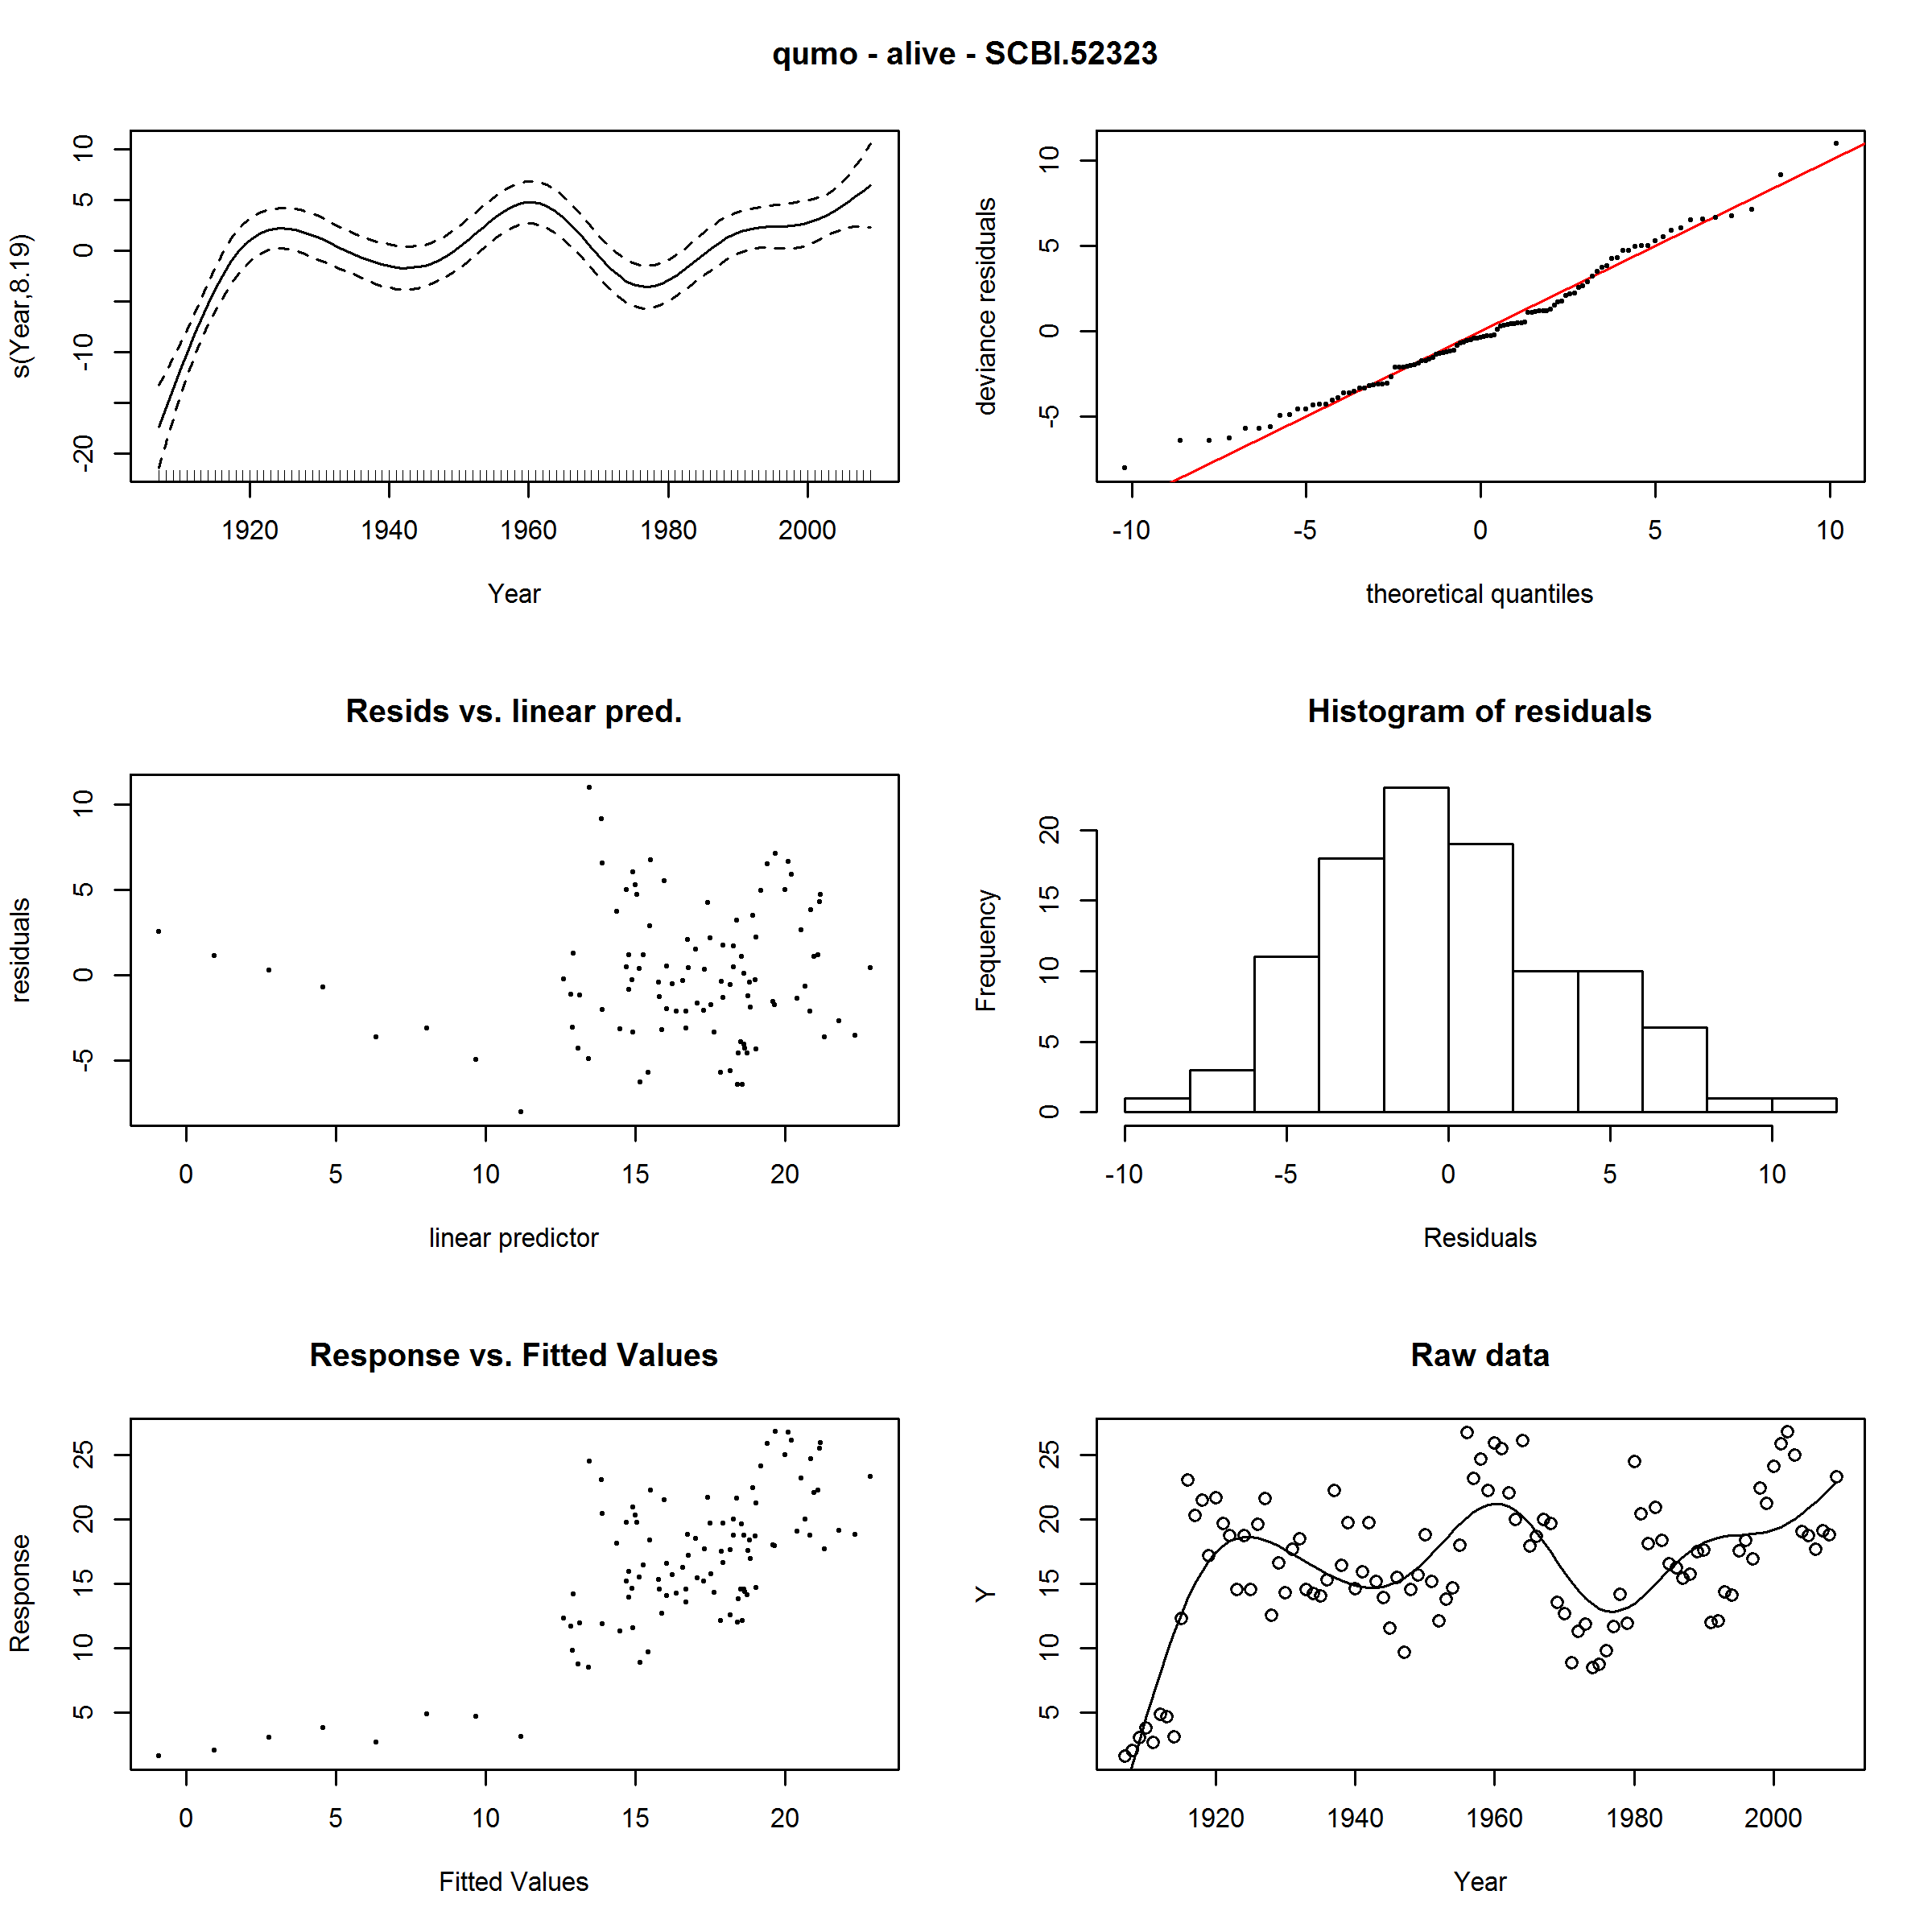 qumo - alive - SCBI.52323
s(Year,8.19)
10
5
0
-10
-20
1920 1940 1960 1980 2000
Year
deviance residuals
10
5
0
-5
-10 -5 0 5 10
theoretical quantiles
Resids vs. linear pred.
residuals
10
5
0
-5
0 5 10 15 20
linear predictor
Histogram of residuals
Frequency
20
15
10
5
0
-10 -5 0 5 10
Residuals
Response vs. Fitted Values
Response
25
20
15
10
5
0 5 10 15 20
Fitted Values
Raw data
Y
25
20
15
10
5
1920 1940 1960 1980 2000
Year